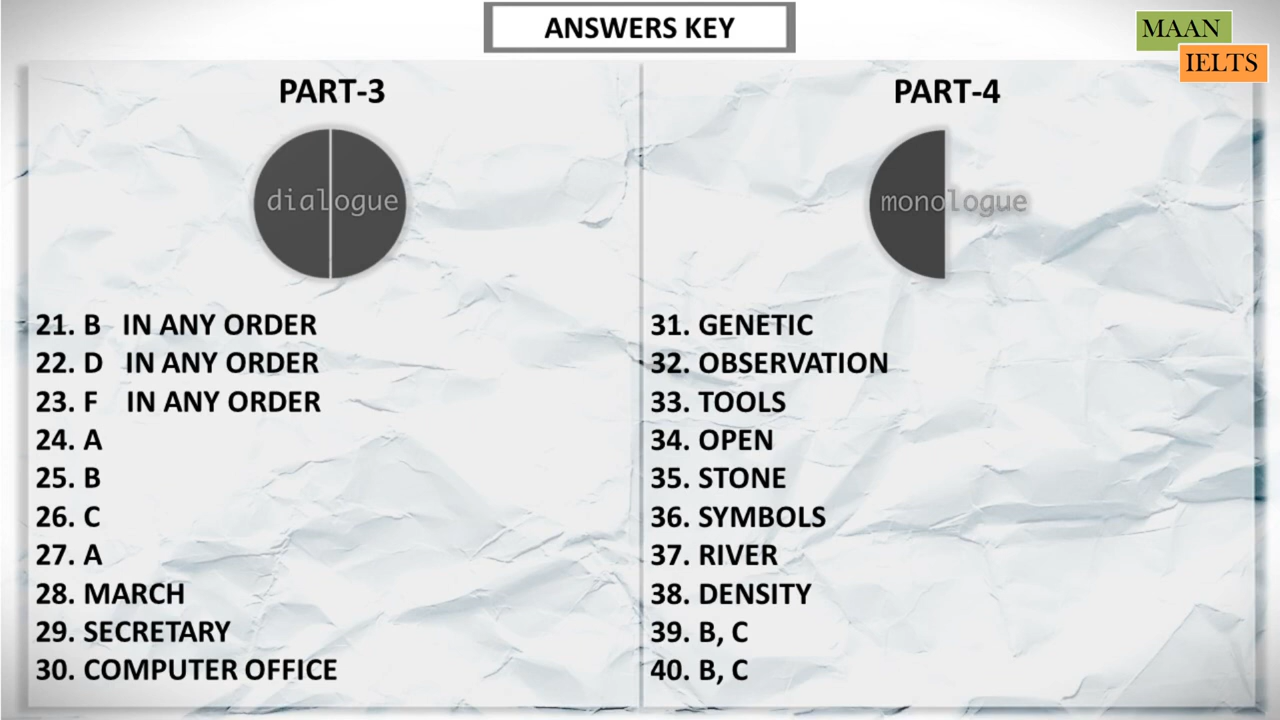 ANSWERS KEY
MAAN
IELTS
PART-3
dialogue
21. B IN ANY ORDER
22. D IN ANY ORDER
23. F IN ANY ORDER
24. A
25. B
26. C
27. A
28. MARCH
29. SECRETARY
30. COMPUTER OFFICE
PART-4
monologue
31. GENETIC
32. OBSERVATION
33. TOOLS
34. OPEN
35. STONE
36. SYMBOLS
37. RIVER
38. DENSITY
39. B, C
40. B, C